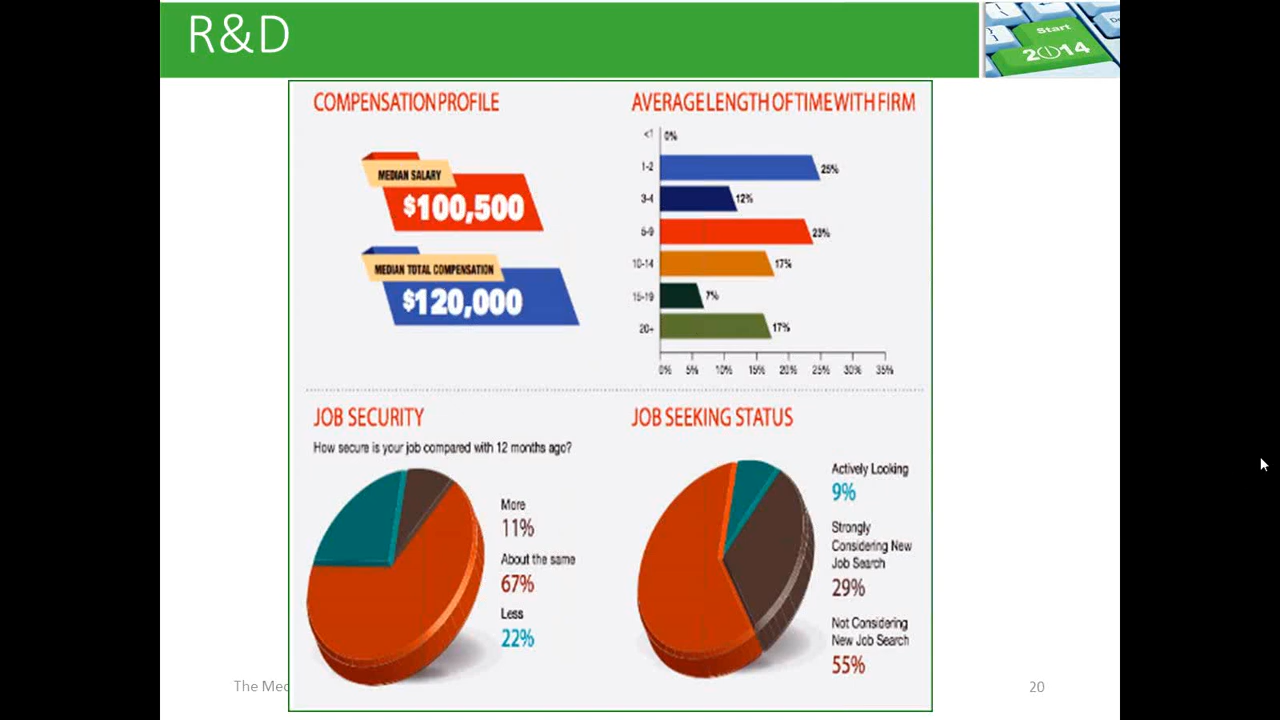 R&D
Start
2014
COMPENSATION PROFILE
MEDIAN SALARY
$100,500
MEDIAN TOTAL COMPENSATION
$120,000
AVERAGE LENGTH OF TIME WITH FIRM
<1 0%
1-2 25%
3-4 12%
5-9 23%
10-14 17%
15-19 7%
20+ 17%
0% 5% 10% 15% 20% 25% 30% 35%
JOB SECURITY
How secure is your job compared with 12 months ago?
More
11%
About the same
67%
Less
22%
JOB SEEKING STATUS
Actively Looking
9%
Strongly
Considering New
Job Search
29%
Not Considering
New Job Search
55%
The Med
20